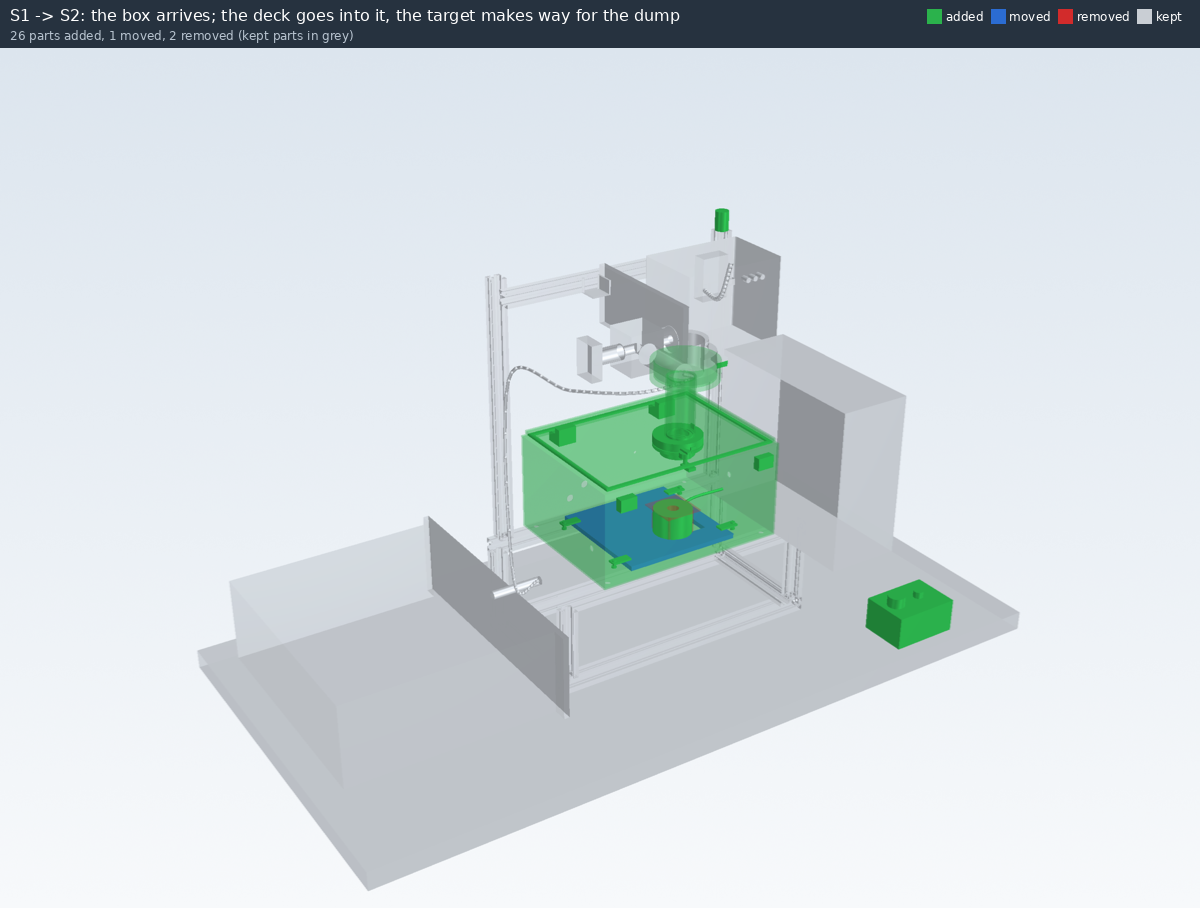 S1 -> S2: the box arrives; the deck goes into it, the target makes way for the dump
added moved removed kept
26 parts added, 1 moved, 2 removed (kept parts in grey)